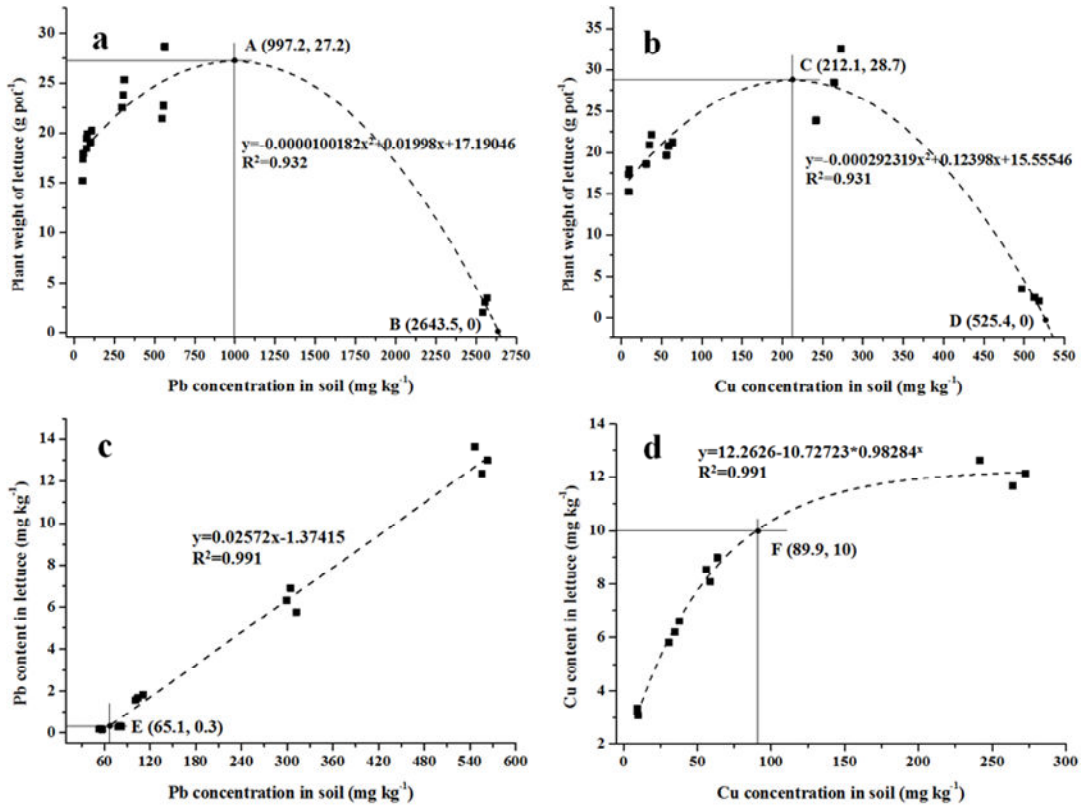 a
A (997.2, 27.2)
y=-0.0000100182x²+0.01998x+17.19046
R²=0.932
B (2643.5, 0)
Plant weight of lettuce (g pot⁻¹)
30
25
20
15
10
5
0
0 250 500 750 1000 1250 1500 1750 2000 2250 2500 2750
Pb concentration in soil (mg kg⁻¹)
b
C (212.1, 28.7)
y=-0.000292319x²+0.12398x+15.55546
R²=0.931
D (525.4, 0)
Plant weight of lettuce (g pot⁻¹)
35
30
25
20
15
10
5
0
0 50 100 150 200 250 300 350 400 450 500 550
Cu concentration in soil (mg kg⁻¹)
c
y=0.02572x-1.37415
R²=0.991
E (65.1, 0.3)
Pb content in lettuce (mg kg⁻¹)
14
12
10
8
6
4
2
0
60 120 180 240 300 360 420 480 540 600
Pb concentration in soil (mg kg⁻¹)
d
y=12.2626-10.72723*0.98284ˣ
R²=0.991
F (89.9, 10)
Cu content in lettuce (mg kg⁻¹)
14
12
10
8
6
4
2
0 50 100 150 200 250 300
Cu concentration in soil (mg kg⁻¹)